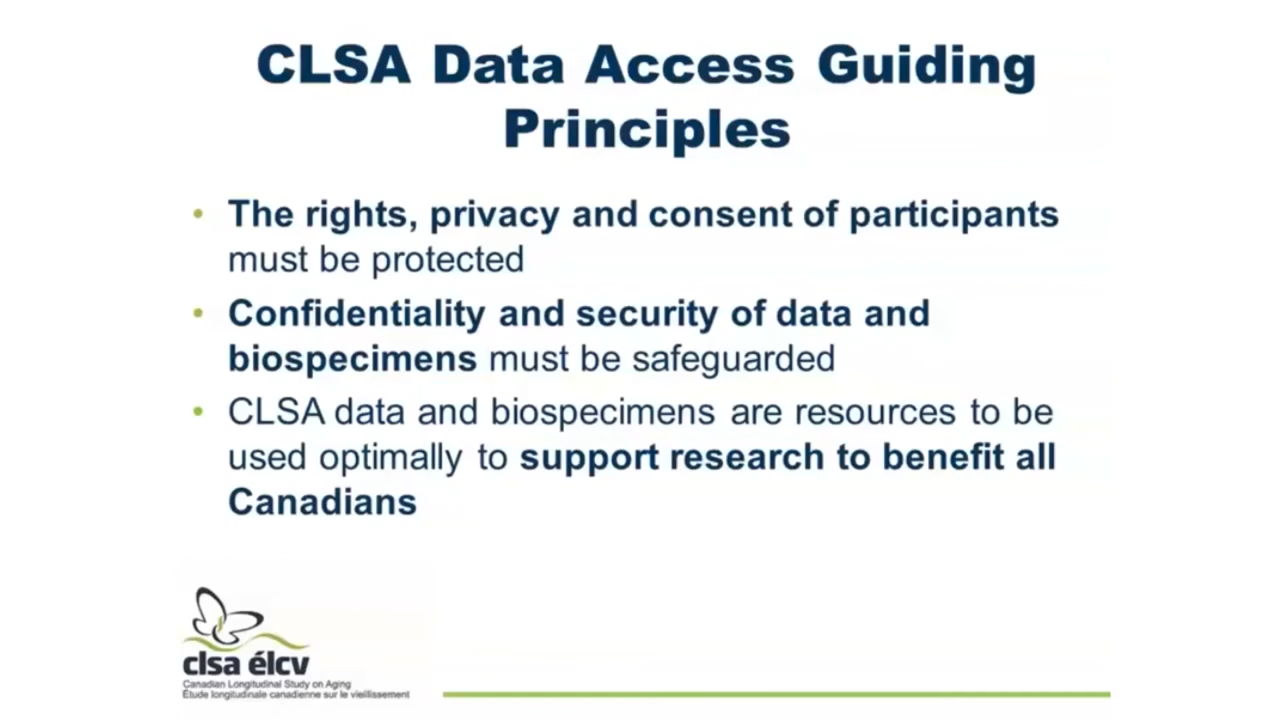 CLSA Data Access Guiding
Principles
• The rights, privacy and consent of participants
must be protected
• Confidentiality and security of data and
biospecimens must be safeguarded
• CLSA data and biospecimens are resources to be
used optimally to support research to benefit all
Canadians
clsa élcv
Canadian Longitudinal Study on Aging
Étude longitudinale canadienne sur le vieillissement